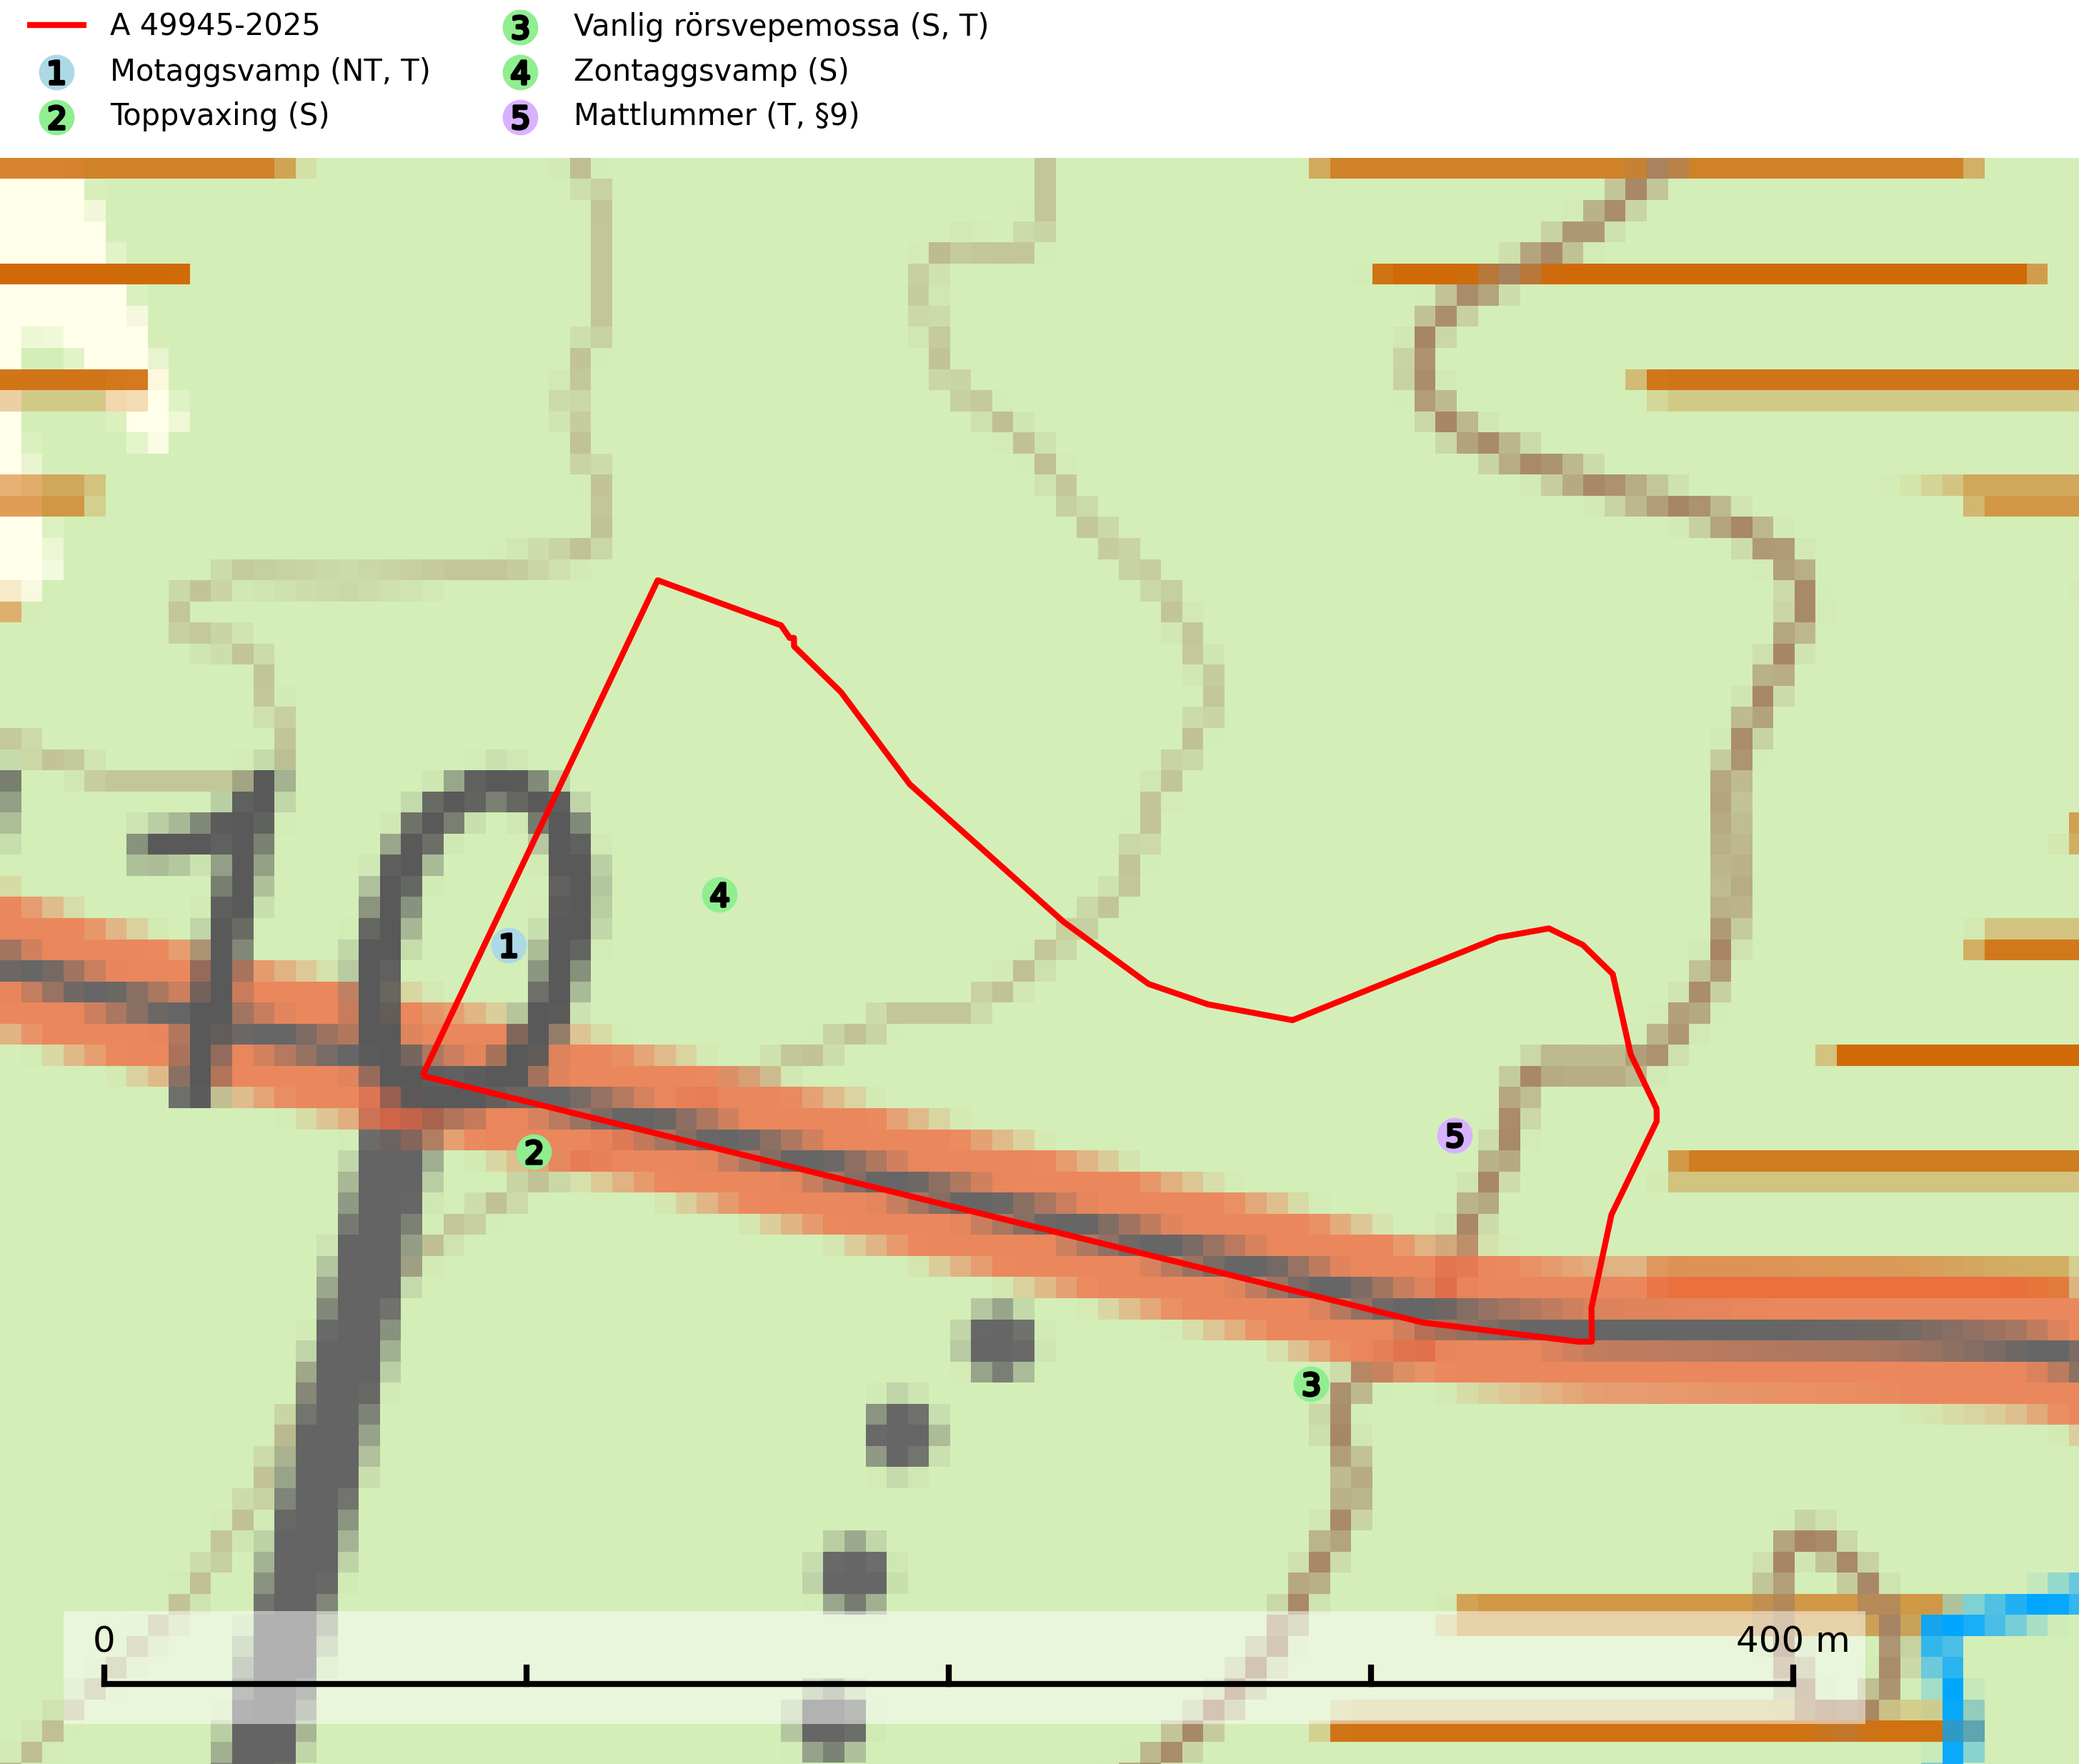 A 49945-2025
1 Motaggsvamp (NT, T)
2 Toppvaxing (S)
3 Vanlig rörsvepemossa (S, T)
4 Zontaggsvamp (S)
5 Mattlummer (T, §9)
10
4
1
5
2
3
0 400 m